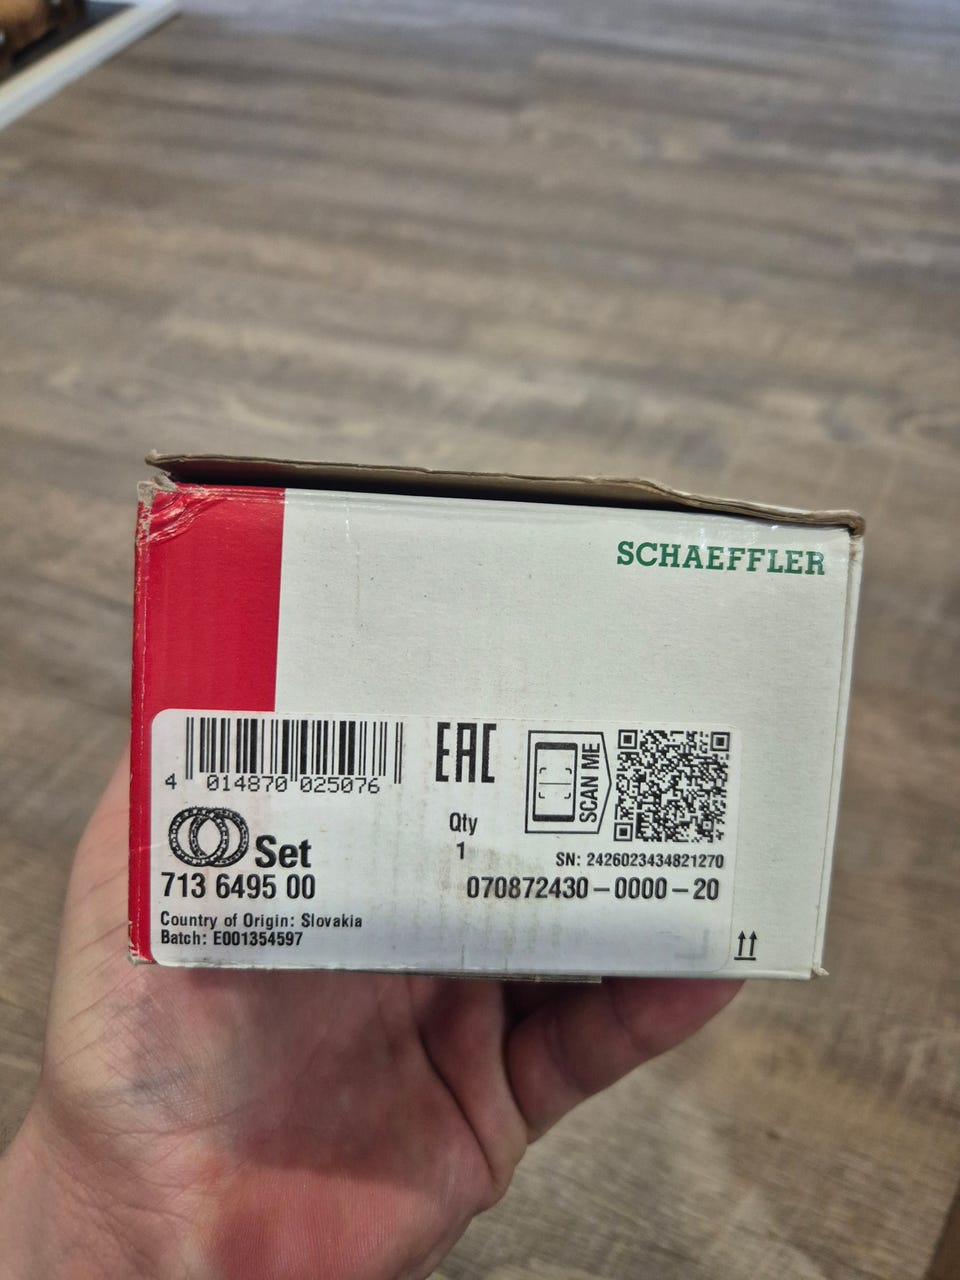 SCHAEFFLER
4 014870 025076
EAC
SCAN ME
Qty
1
Set
SN: 2426023434821270
713 6495 00
070872430-0000-20
Country of Origin: Slovakia
Batch: E001354597